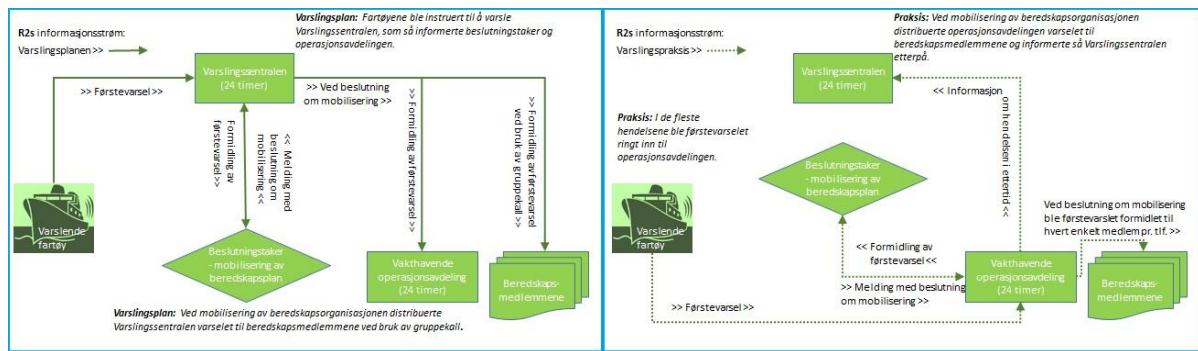 Varslingsplan: Fartøyene ble instruert til å varsle
Varslingsentralen, som så informerte beslutningstaker og
operasjonsavdelingen.
R2s informasjonsstrøm:
Varslingsplanen >>
Varslingssentralen
(24 timer)
>> Førstevarsel >>
>> Ved beslutning
om mobilisering >>
Formidling av
førstevarsel>>
<< Melding med
beslutning om
mobilisering <<
>> Formidling av førstevarsel >>
>> Formidling av førstevarsel
ved bruk av gruppekall >>
Varslende
fartøy
Beslutningstaker
- mobilisering av
beredskapsplan
Vakthavende
operasjonsavdeling
(24 timer)
Beredskaps-
medlemmene
Varslingsplan: Ved mobilisering av beredskapsorganisasjonen distribuerte
Varslingssentralen varselet til beredskapsmedlemmene ved bruk av gruppekall.
R2s informasjonsstrøm:
Varslingspraksis >>
Praksis: Ved mobilisering av beredskapsorganisasjonen
distribuerte operasjonsavdelingen varselet til
beredskapsmedlemmene og informerte så Varslingssentralen
etterpå.
Varslingssentralen
(24 timer)
<< Informasjon
om hendelsen i ettertid <<
Praksis: I de fleste
hendelsene ble førstevarselet
ringt inn til
operasjonsavdelingen.
Beslutningstaker
- mobilisering av
beredskapsplan
Varslende
fartøy
Ved beslutning om mobilisering
ble førstevarslet formidlet til
hvert enkelt medlem pr. tlf. >>
<< Formidling av
førstevarsel <<
>> Melding med beslutning
om mobilisering >>
Vakthavende
operasjonsavdeling
(24 timer)
Beredskaps-
medlemmene
>> Førstevarsel >>